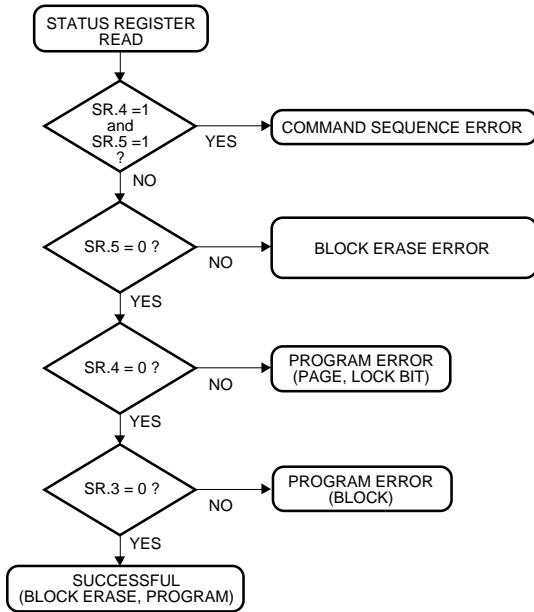 STATUS REGISTER
READ
SR.4 =1
and
SR.5 =1
?
YES
COMMAND SEQUENCE ERROR
NO
SR.5 = 0 ?
NO
BLOCK ERASE ERROR
YES
SR.4 = 0 ?
NO
PROGRAM ERROR
(PAGE, LOCK BIT)
YES
SR.3 = 0 ?
NO
PROGRAM ERROR
(BLOCK)
YES
SUCCESSFUL
(BLOCK ERASE, PROGRAM)